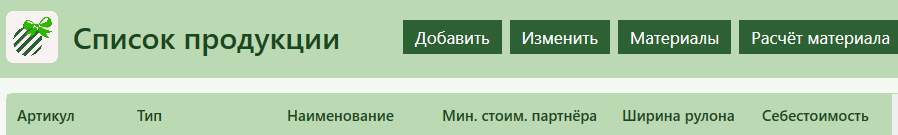 Список продукции
Добавить Изменить Материалы Расчёт материала
Артикул Тип Наименование Мин. стоим. партнёра Ширина рулона Себестоимость